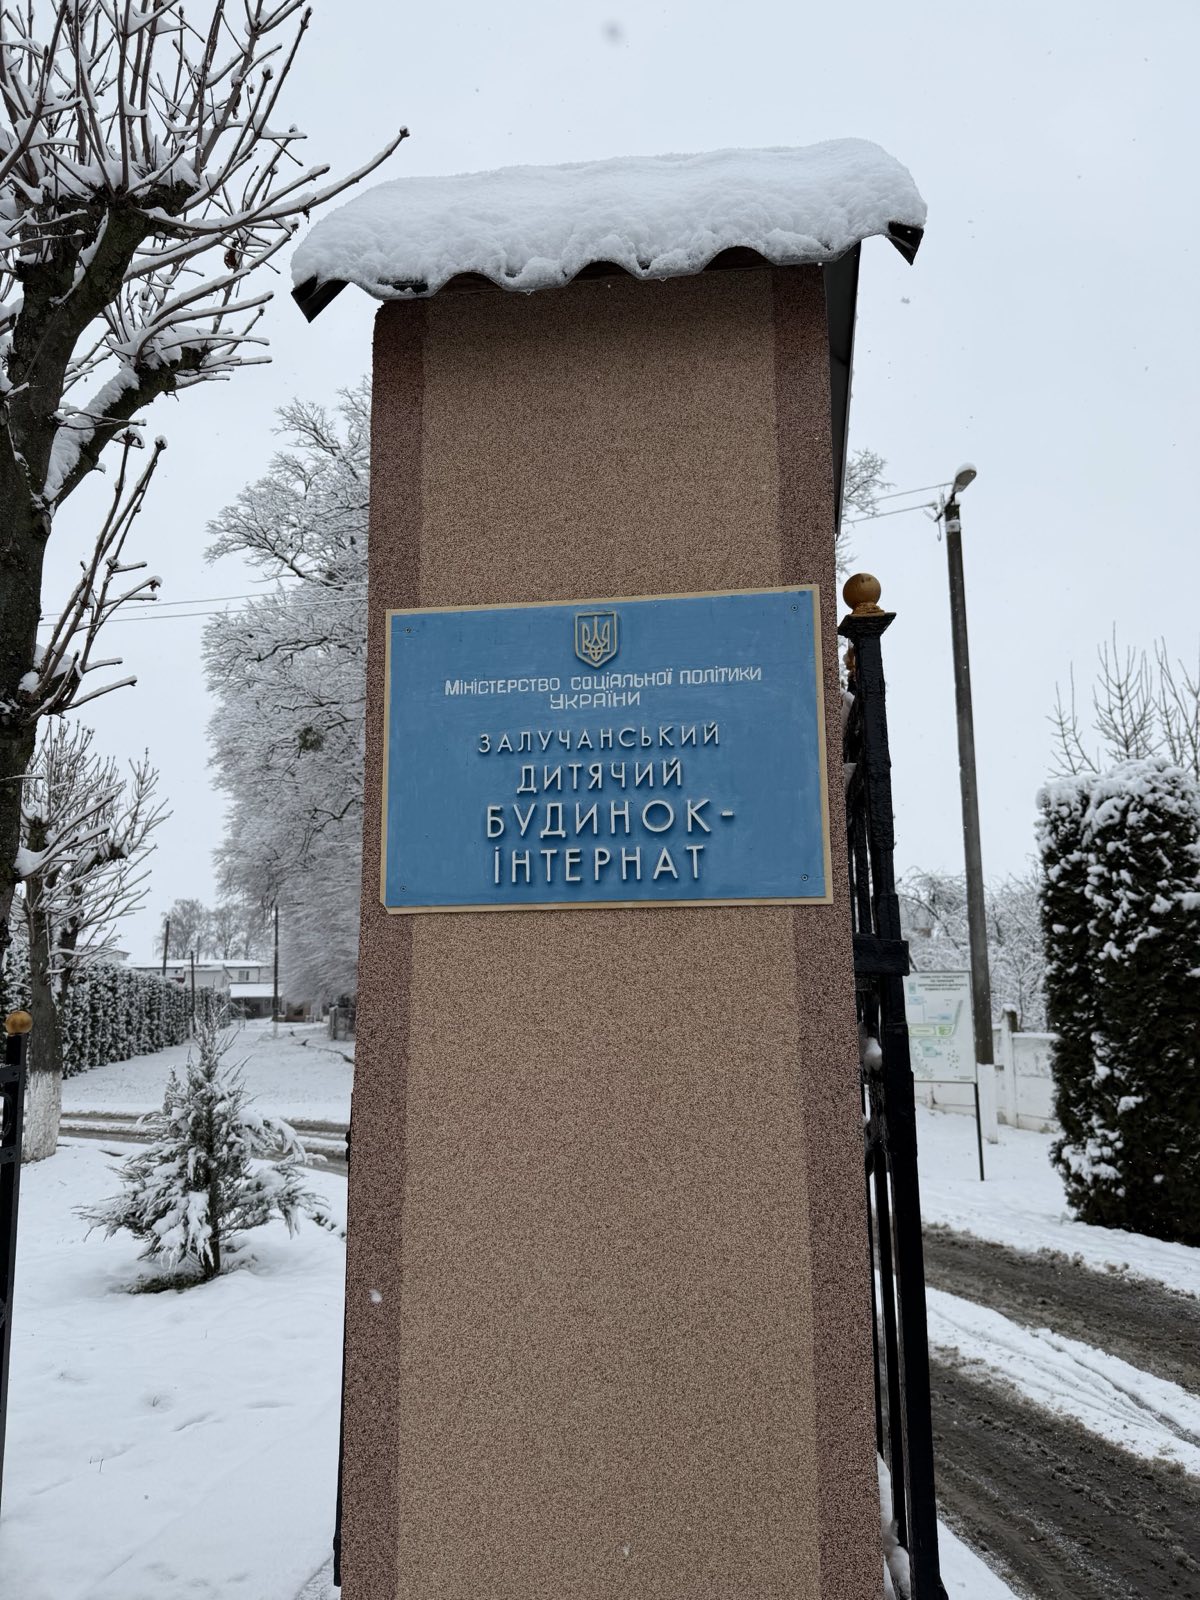 Міністерство соціальної політики
України
ЗАЛУЧАНСЬКИЙ
ДИТЯЧИЙ
БУДИНОК-
ІНТЕРНАТ